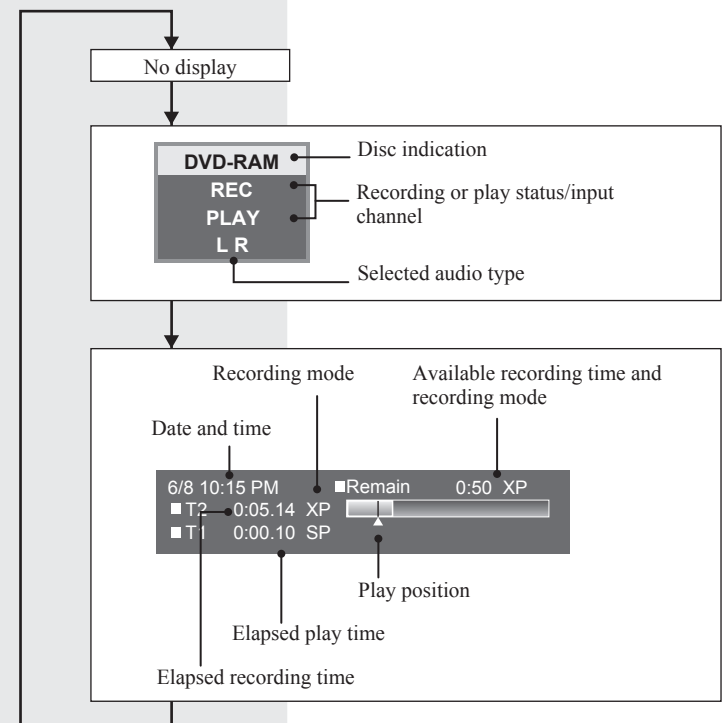 No display
DVD-RAM
REC
PLAY
L R
Disc indication
Recording or play status/input
channel
Selected audio type
Recording mode
Available recording time and
recording mode
Date and time
6/8 10:15 PM
Remain 0:50 XP
T2 0:05.14 XP
T1 0:00.10 SP
Play position
Elapsed play time
Elapsed recording time